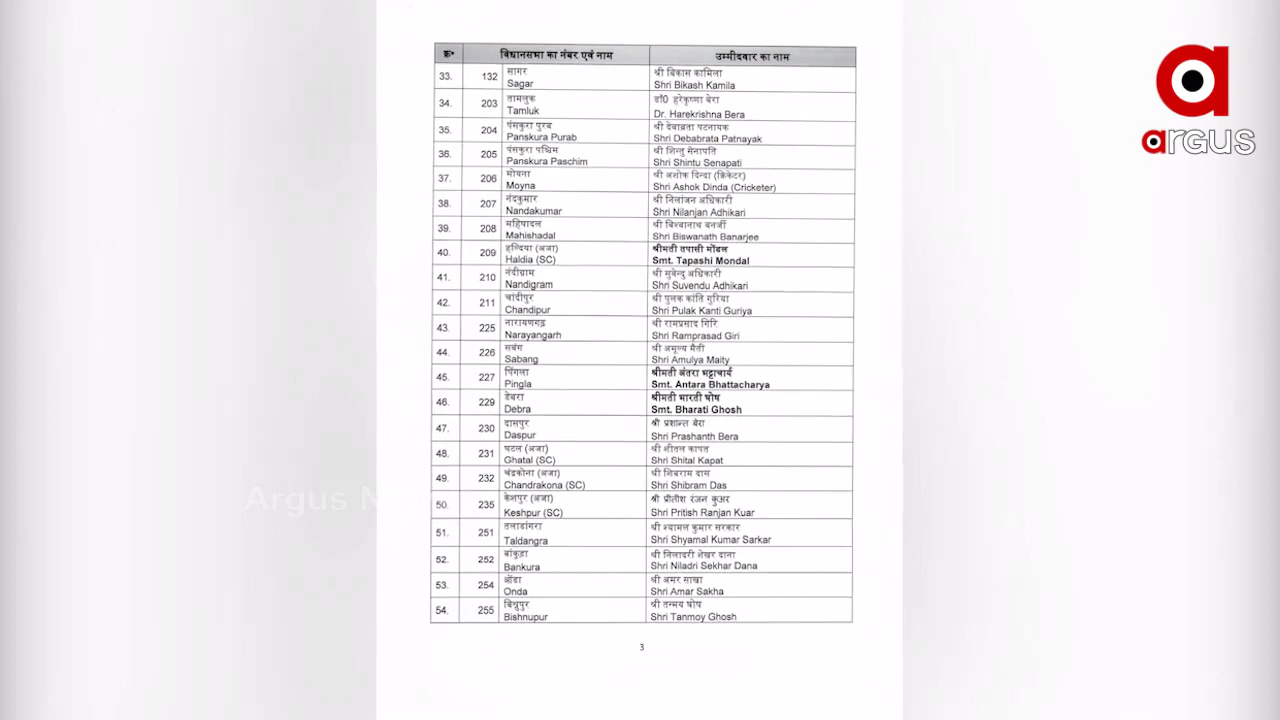 argus
क्र० विधानसभा का नंबर एवं नाम उम्मीदवार का नाम
33. 132 सागर श्री बिकास कामिला
Sagar Shri Bikash Kamila
34. 203 तामलुक डॉ0 हरेकृष्णा बेरा
Tamluk Dr. Harekrishna Bera
35. 204 पंसकुरा पुरब श्री देबाब्रता पटनायक
Panskura Purab Shri Debabrata Patnayak
36. 205 पंसकुरा पश्चिम श्री शिन्तु सेनापति
Panskura Paschim Shri Shintu Senapati
37. 206 मोयना श्री अशोक दिन्दा (क्रिकेटर)
Moyna Shri Ashok Dinda (Cricketer)
38. 207 नंदकुमार श्री निलांजन अधिकारी
Nandakumar Shri Nilanjan Adhikari
39. 208 महिषादल श्री बिश्वानाथ बनर्जी
Mahishadal Shri Biswanath Banarjee
40. 209 हल्दिया (अजा) श्रीमती तपासी मोंडल
Haldia (SC) Smt. Tapashi Mondal
41. 210 नंदीग्राम श्री सुवेन्दु अधिकारी
Nandigram Shri Suvendu Adhikari
42. 211 चांदीपुर श्री पुलक कांति गुरिया
Chandipur Shri Pulak Kanti Guriya
43. 225 नारायणगढ़ श्री रामप्रसाद गिरि
Narayangarh Shri Ramprasad Giri
44. 226 सबंग श्री अमूल्य मैती
Sabang Shri Amulya Maity
45. 227 पिंगला श्रीमती अंतरा भट्टाचार्य
Pingla Smt. Antara Bhattacharya
46. 229 डेबरा श्रीमती भारती घोष
Debra Smt. Bharati Ghosh
47. 230 दासपुर श्री प्रशान्त बेरा
Daspur Shri Prashanth Bera
48. 231 घटल (अजा) श्री शीतल कापत
Ghatal (SC) Shri Shital Kapat
49. 232 चंद्रकोना (अजा) श्री शिबराम दास
Chandrakona (SC) Shri Shibram Das
50. 235 केशपुर (अजा) श्री प्रीतीश रंजन कुअर
Keshpur (SC) Shri Pritish Ranjan Kuar
51. 251 तलाडांगरा श्री श्यामल कुमार सरकार
Taldangra Shri Shyamal Kumar Sarkar
52. 252 बांकूड़ा श्री निलादरी शेखर दाना
Bankura Shri Niladri Sekhar Dana
53. 254 ओंडा श्री अमर साखा
Onda Shri Amar Sakha
54. 255 बिश्नुपुर श्री तन्मय घोष
Bishnupur Shri Tanmoy Ghosh
Argus N
3